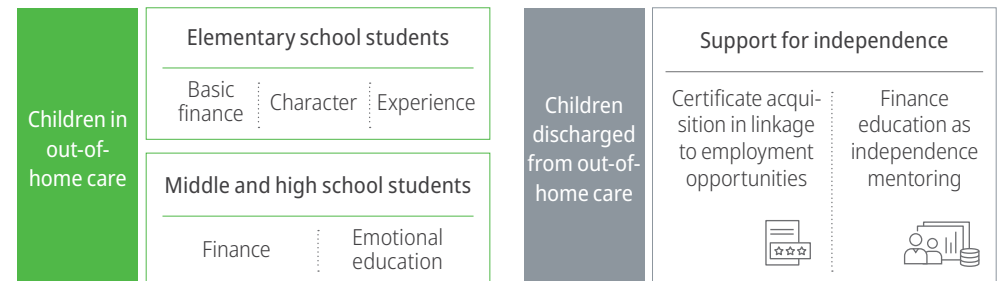 Children in
out-of-
home care
Elementary school students
Basic
finance
Character
Experience
Middle and high school students
Finance
Emotional
education
Children
discharged
from out-of-
home care
Support for independence
Certificate acqui-
sition in linkage
to employment
opportunities
Finance
education as
independence
mentoring